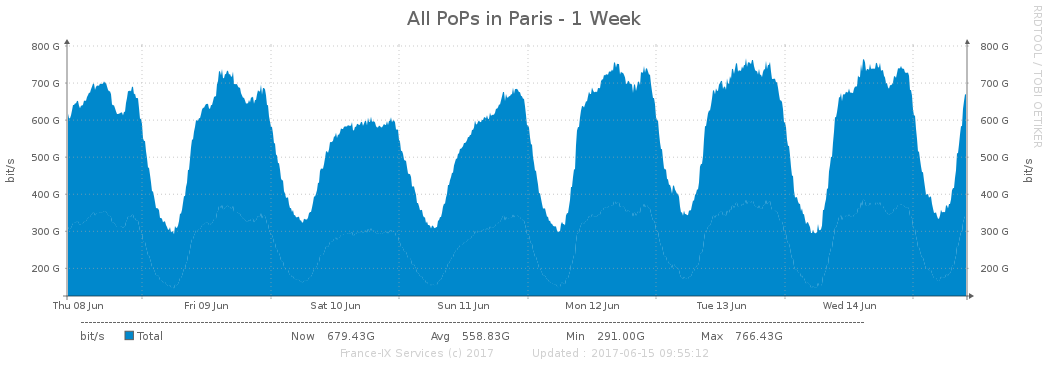 All PoPs in Paris - 1 Week
RRDTOOL / TOBI OETIKER
800 G 800 G
700 G 700 G
600 G 600 G
500 G 500 G
400 G 400 G
300 G 300 G
200 G 200 G
bit/s bit/s
Thu 08 Jun Fri 09 Jun Sat 10 Jun Sun 11 Jun Mon 12 Jun Tue 13 Jun Wed 14 Jun
bit/s Total Now 679.43G Avg 558.83G Min 291.00G Max 766.43G
France-IX Services (c) 2017 Updated : 2017-06-15 09:55:12